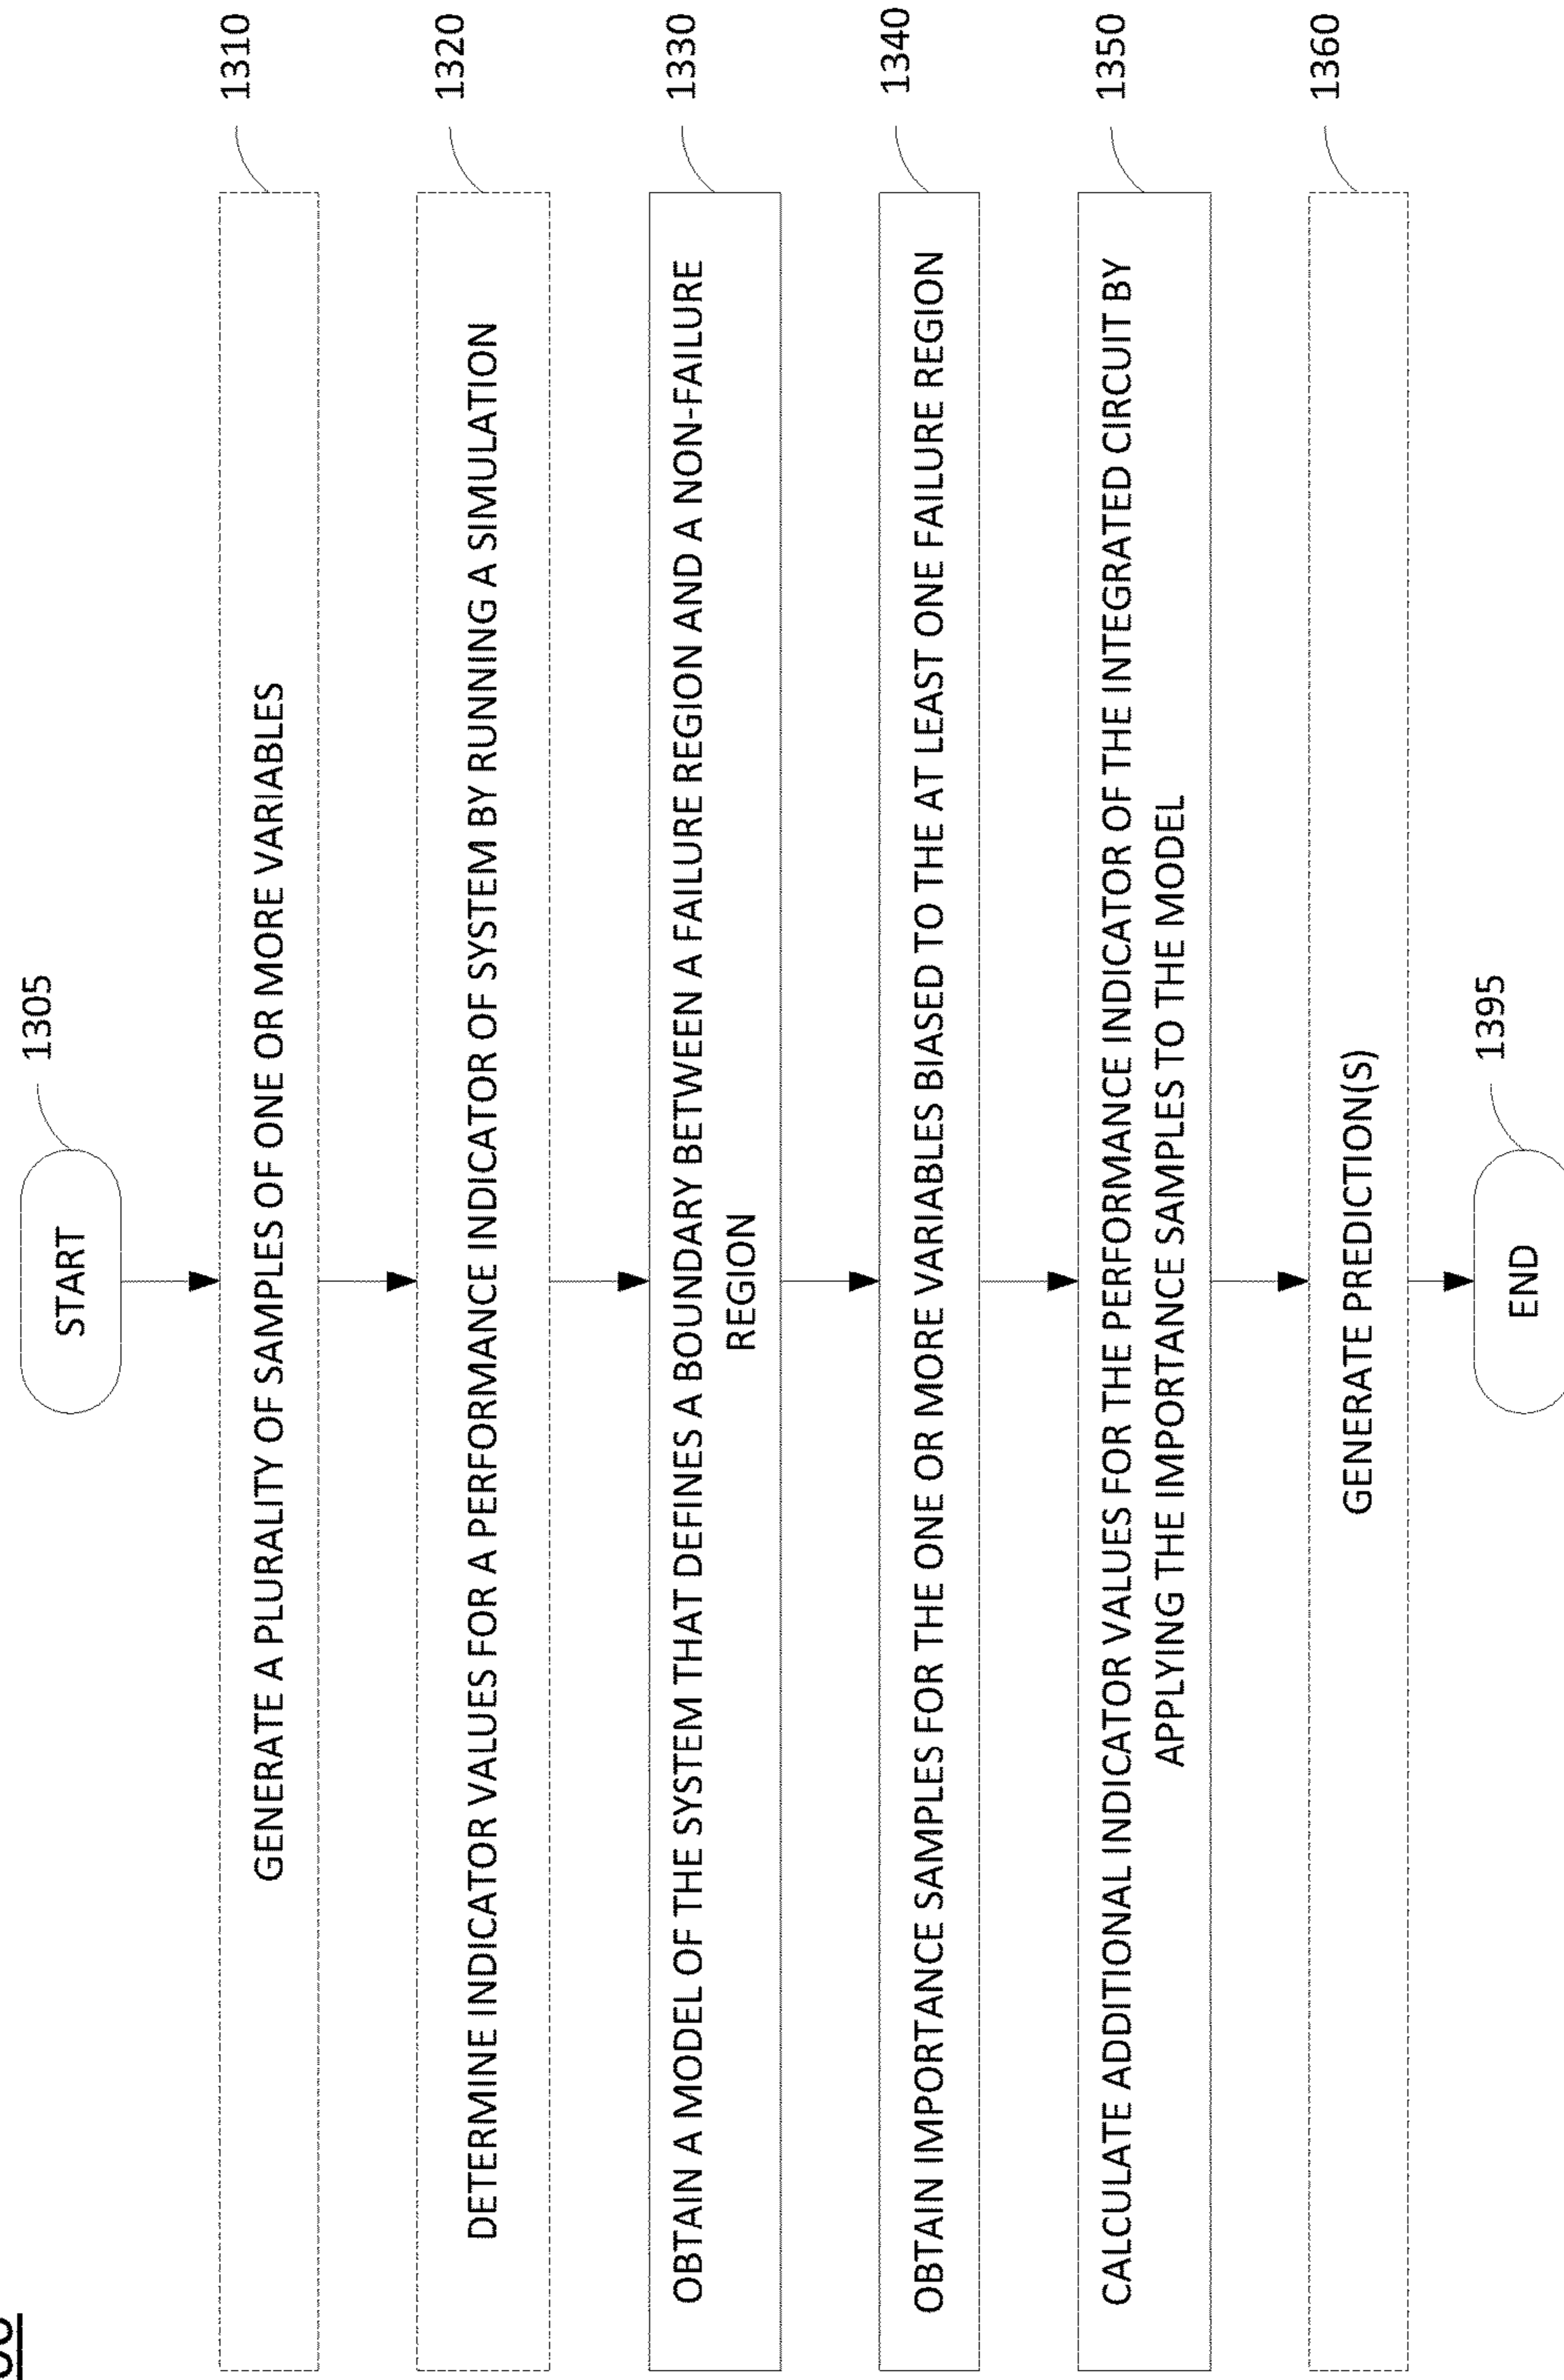 START
1305
GENERATE A PLURALITY OF SAMPLES OF ONE OR MORE VARIABLES
1310
DETERMINE INDICATOR VALUES FOR A PERFORMANCE INDICATOR OF SYSTEM BY RUNNING A SIMULATION
1320
OBTAIN A MODEL OF THE SYSTEM THAT DEFINES A BOUNDARY BETWEEN A FAILURE REGION AND A NON-FAILURE
REGION
1330
OBTAIN IMPORTANCE SAMPLES FOR THE ONE OR MORE VARIABLES BIASED TO THE AT LEAST ONE FAILURE REGION
1340
CALCULATE ADDITIONAL INDICATOR VALUES FOR THE PERFORMANCE INDICATOR OF THE INTEGRATED CIRCUIT BY
APPLYING THE IMPORTANCE SAMPLES TO THE MODEL
1350
GENERATE PREDICTION(S)
1360
END
1395